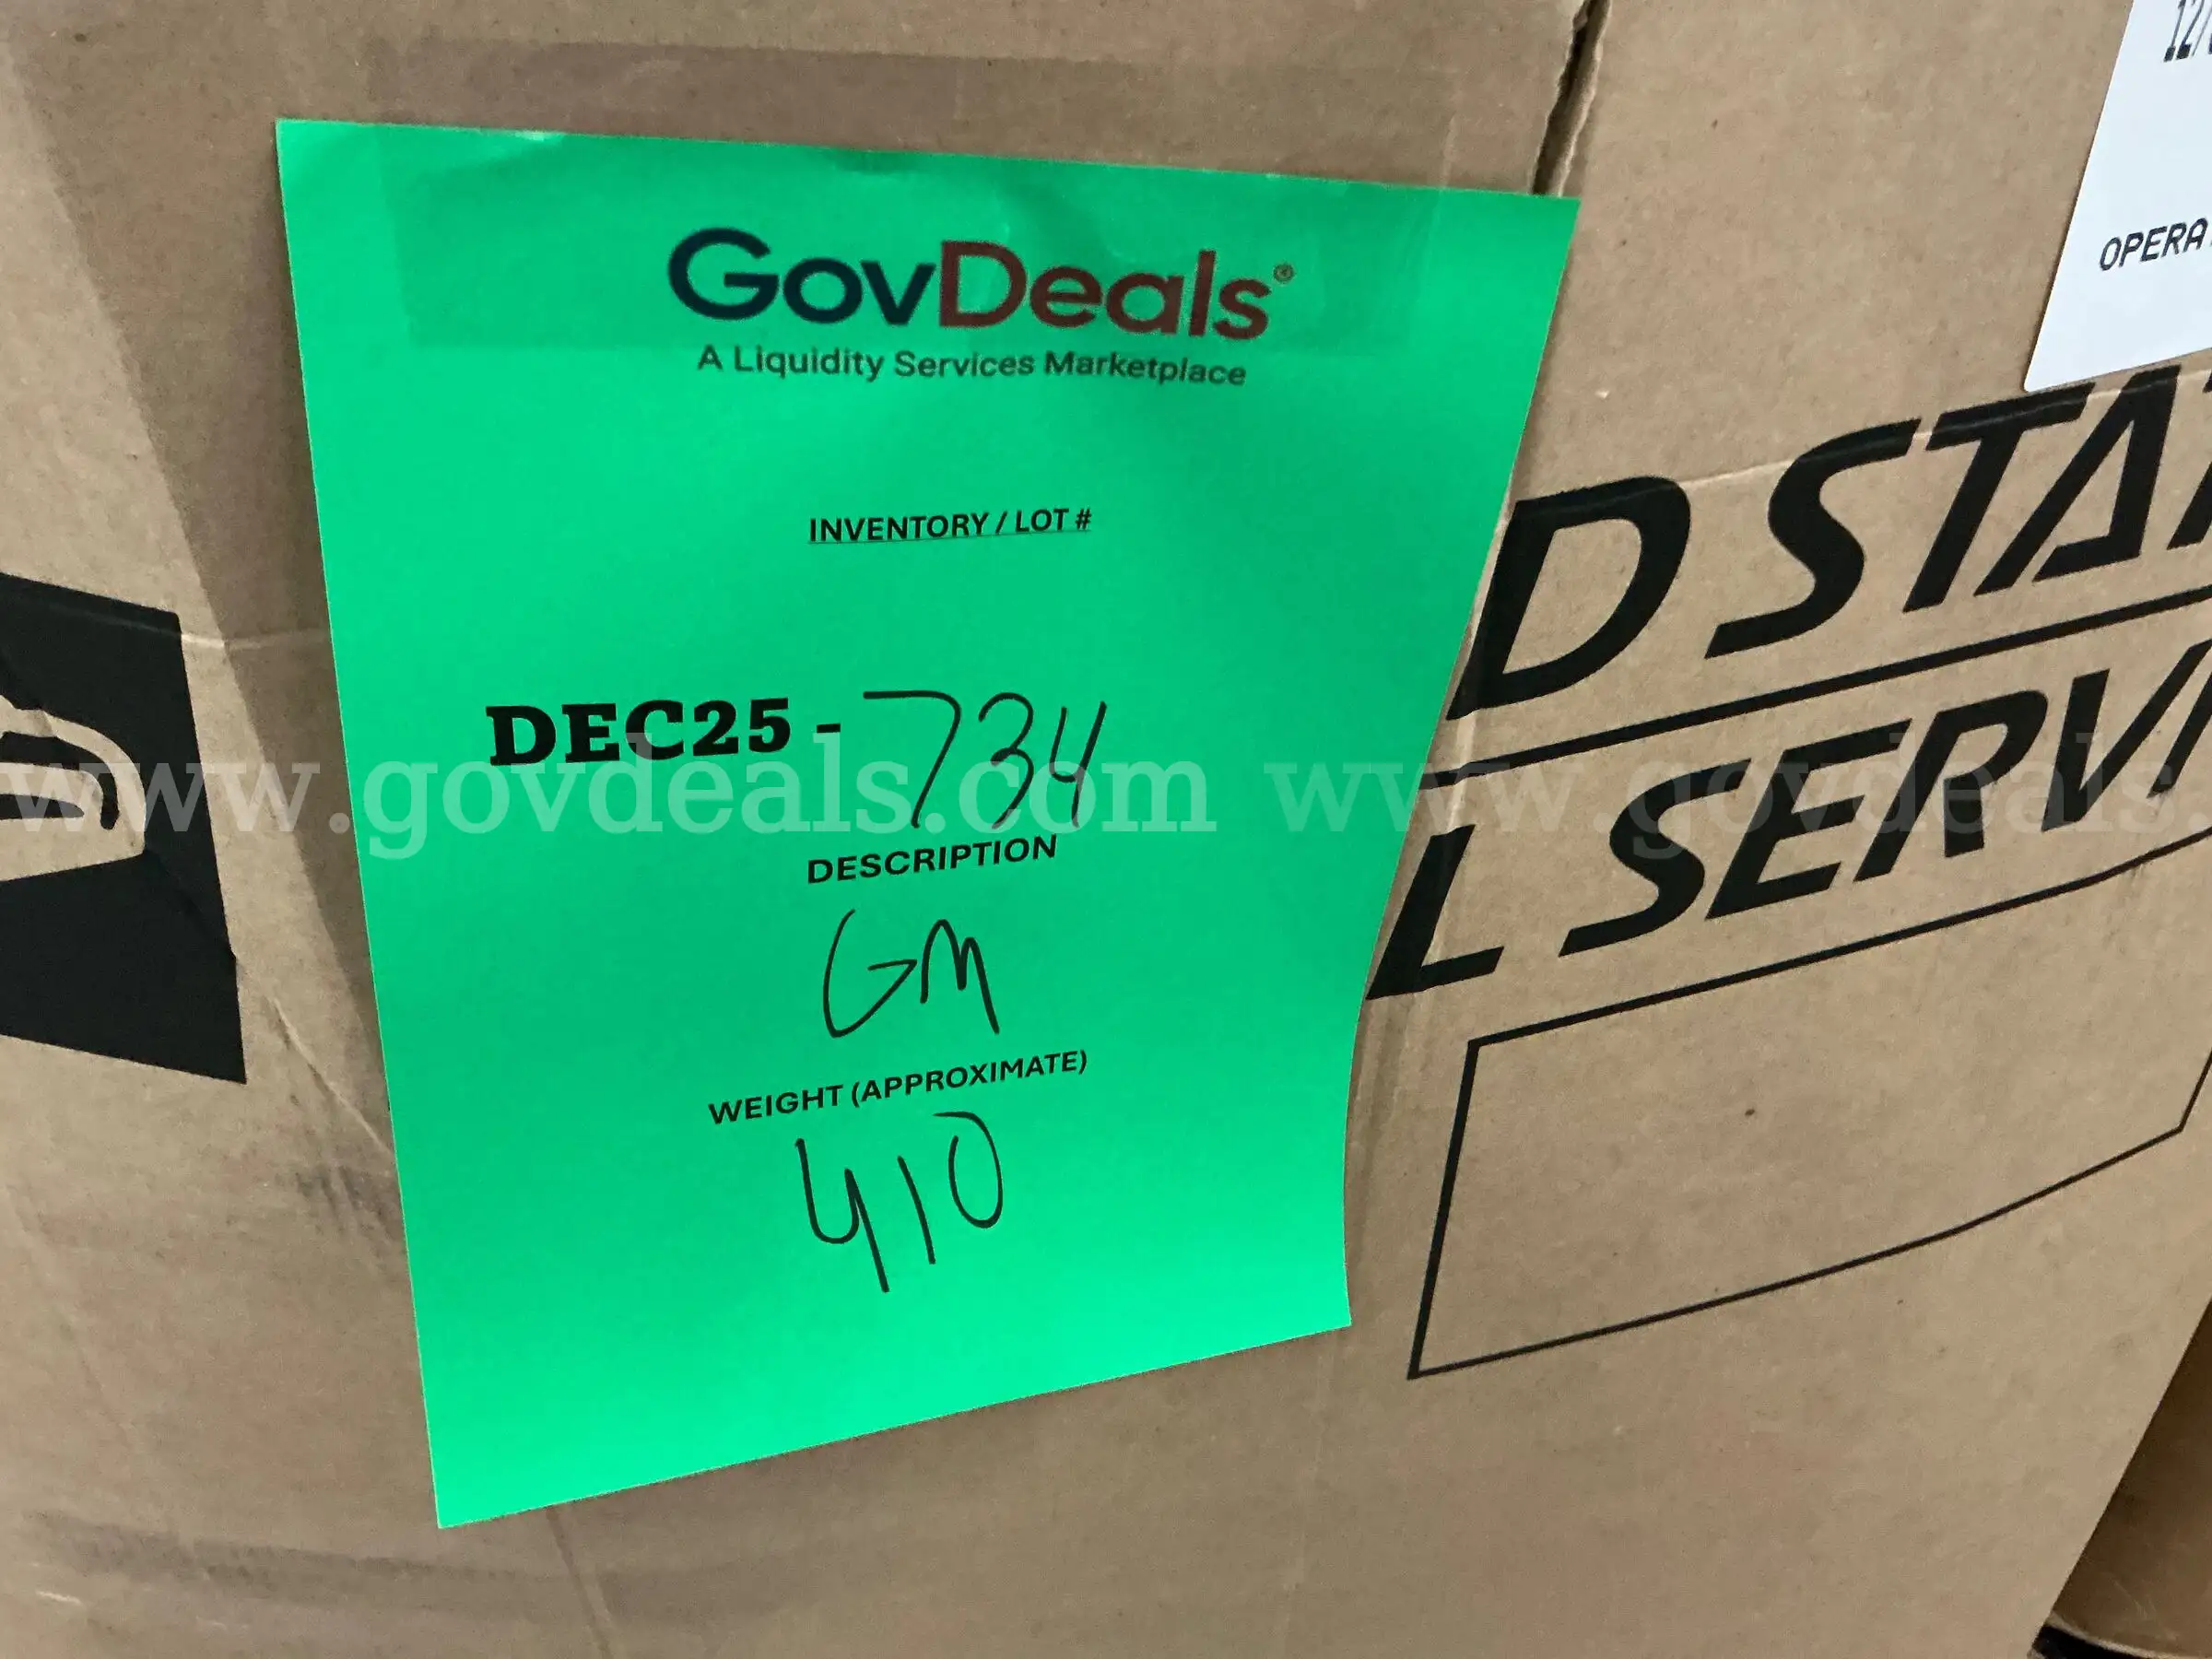 GovDeals®
A Liquidity Services Marketplace
INVENTORY / LOT #
DEC25 - 734
DESCRIPTION
GM
WEIGHT (APPROXIMATE)
410
OPERA
D STA
L SERVI
www.govdeals.com www.govdeals.